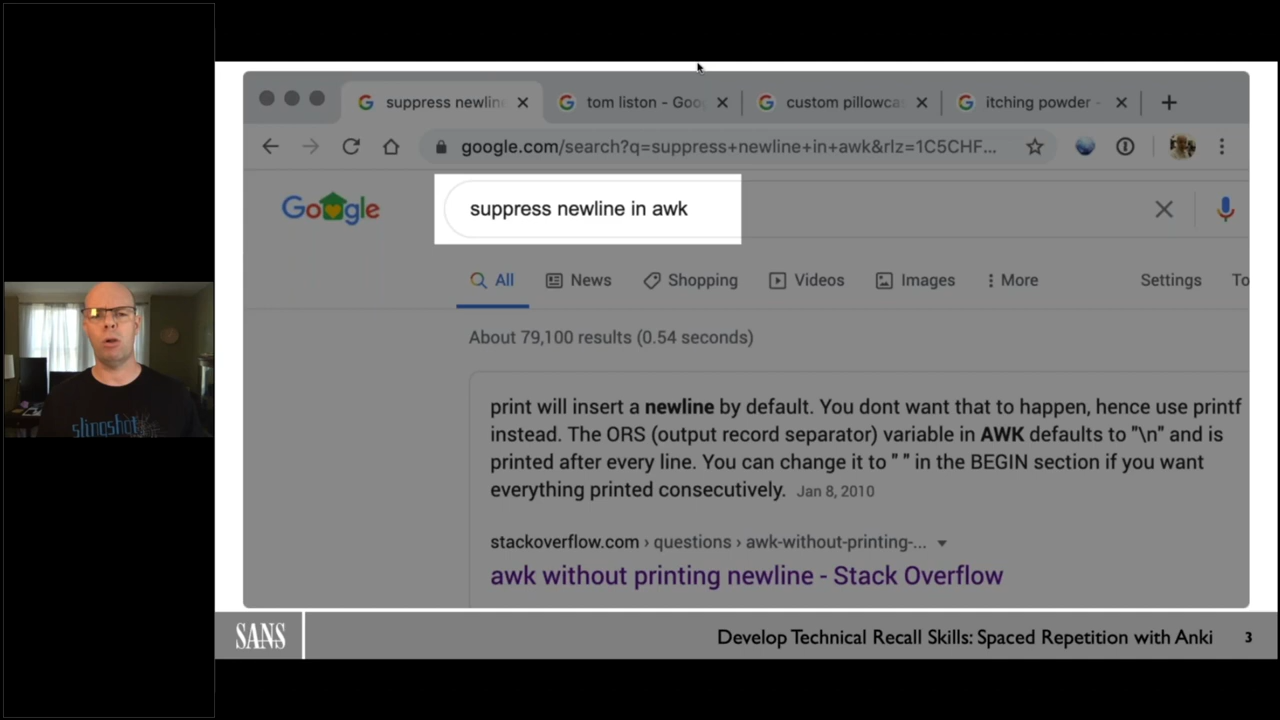 suppress newlin
tom liston - Goo
custom pillowca
itching powder -
google.com/search?q=suppress+newline+in+awk&rlz=1C5CHF...
Google
suppress newline in awk
All
News
Shopping
Videos
Images
More
Settings
To
About 79,100 results (0.54 seconds)
print will insert a newline by default. You dont want that to happen, hence use printf
instead. The ORS (output record separator) variable in AWK defaults to "\n" and is
printed after every line. You can change it to " " in the BEGIN section if you want
everything printed consecutively. Jan 8, 2010
stackoverflow.com › questions › awk-without-printing-...
awk without printing newline - Stack Overflow
slingshot
SANS
Develop Technical Recall Skills: Spaced Repetition with Anki
3